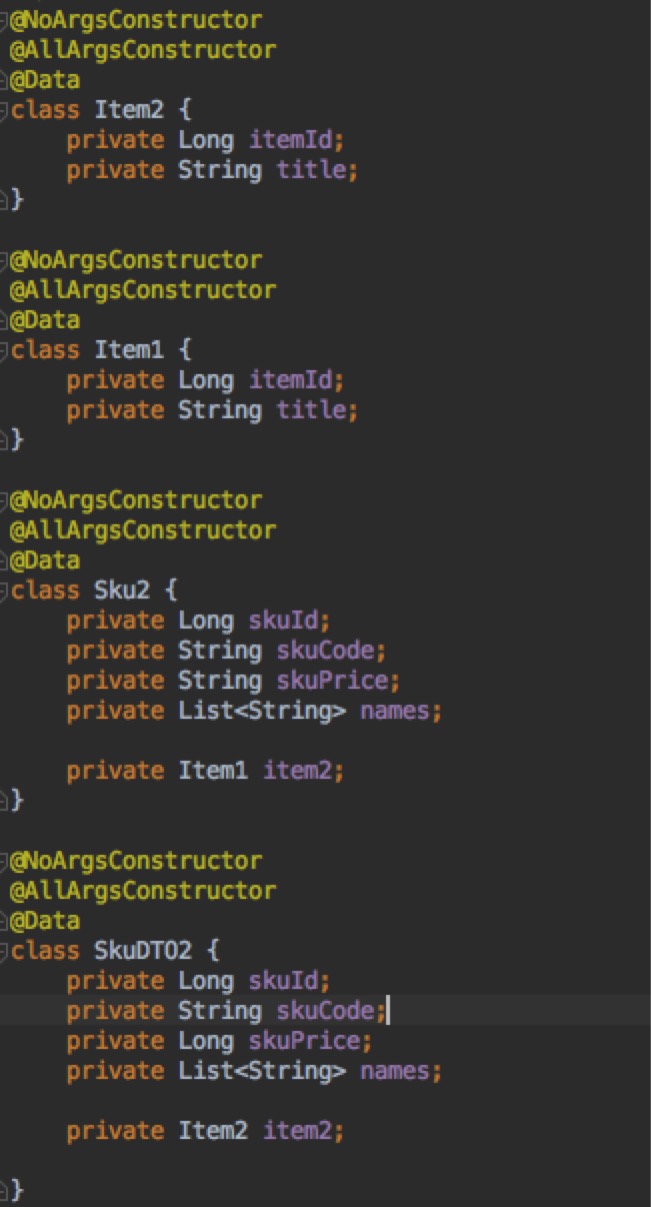 @NoArgsConstructor
@AllArgsConstructor
@Data
class Item2 {
    private Long itemId;
    private String title;
}
@NoArgsConstructor
@AllArgsConstructor
@Data
class Item1 {
    private Long itemId;
    private String title;
}
@NoArgsConstructor
@AllArgsConstructor
@Data
class Sku2 {
    private Long skuId;
    private String skuCode;
    private String skuPrice;
    private List<String> names;
    private Item1 item2;
}
@NoArgsConstructor
@AllArgsConstructor
@Data
class SkuDTO2 {
    private Long skuId;
    private String skuCode;
    private Long skuPrice;
    private List<String> names;
    private Item2 item2;
}